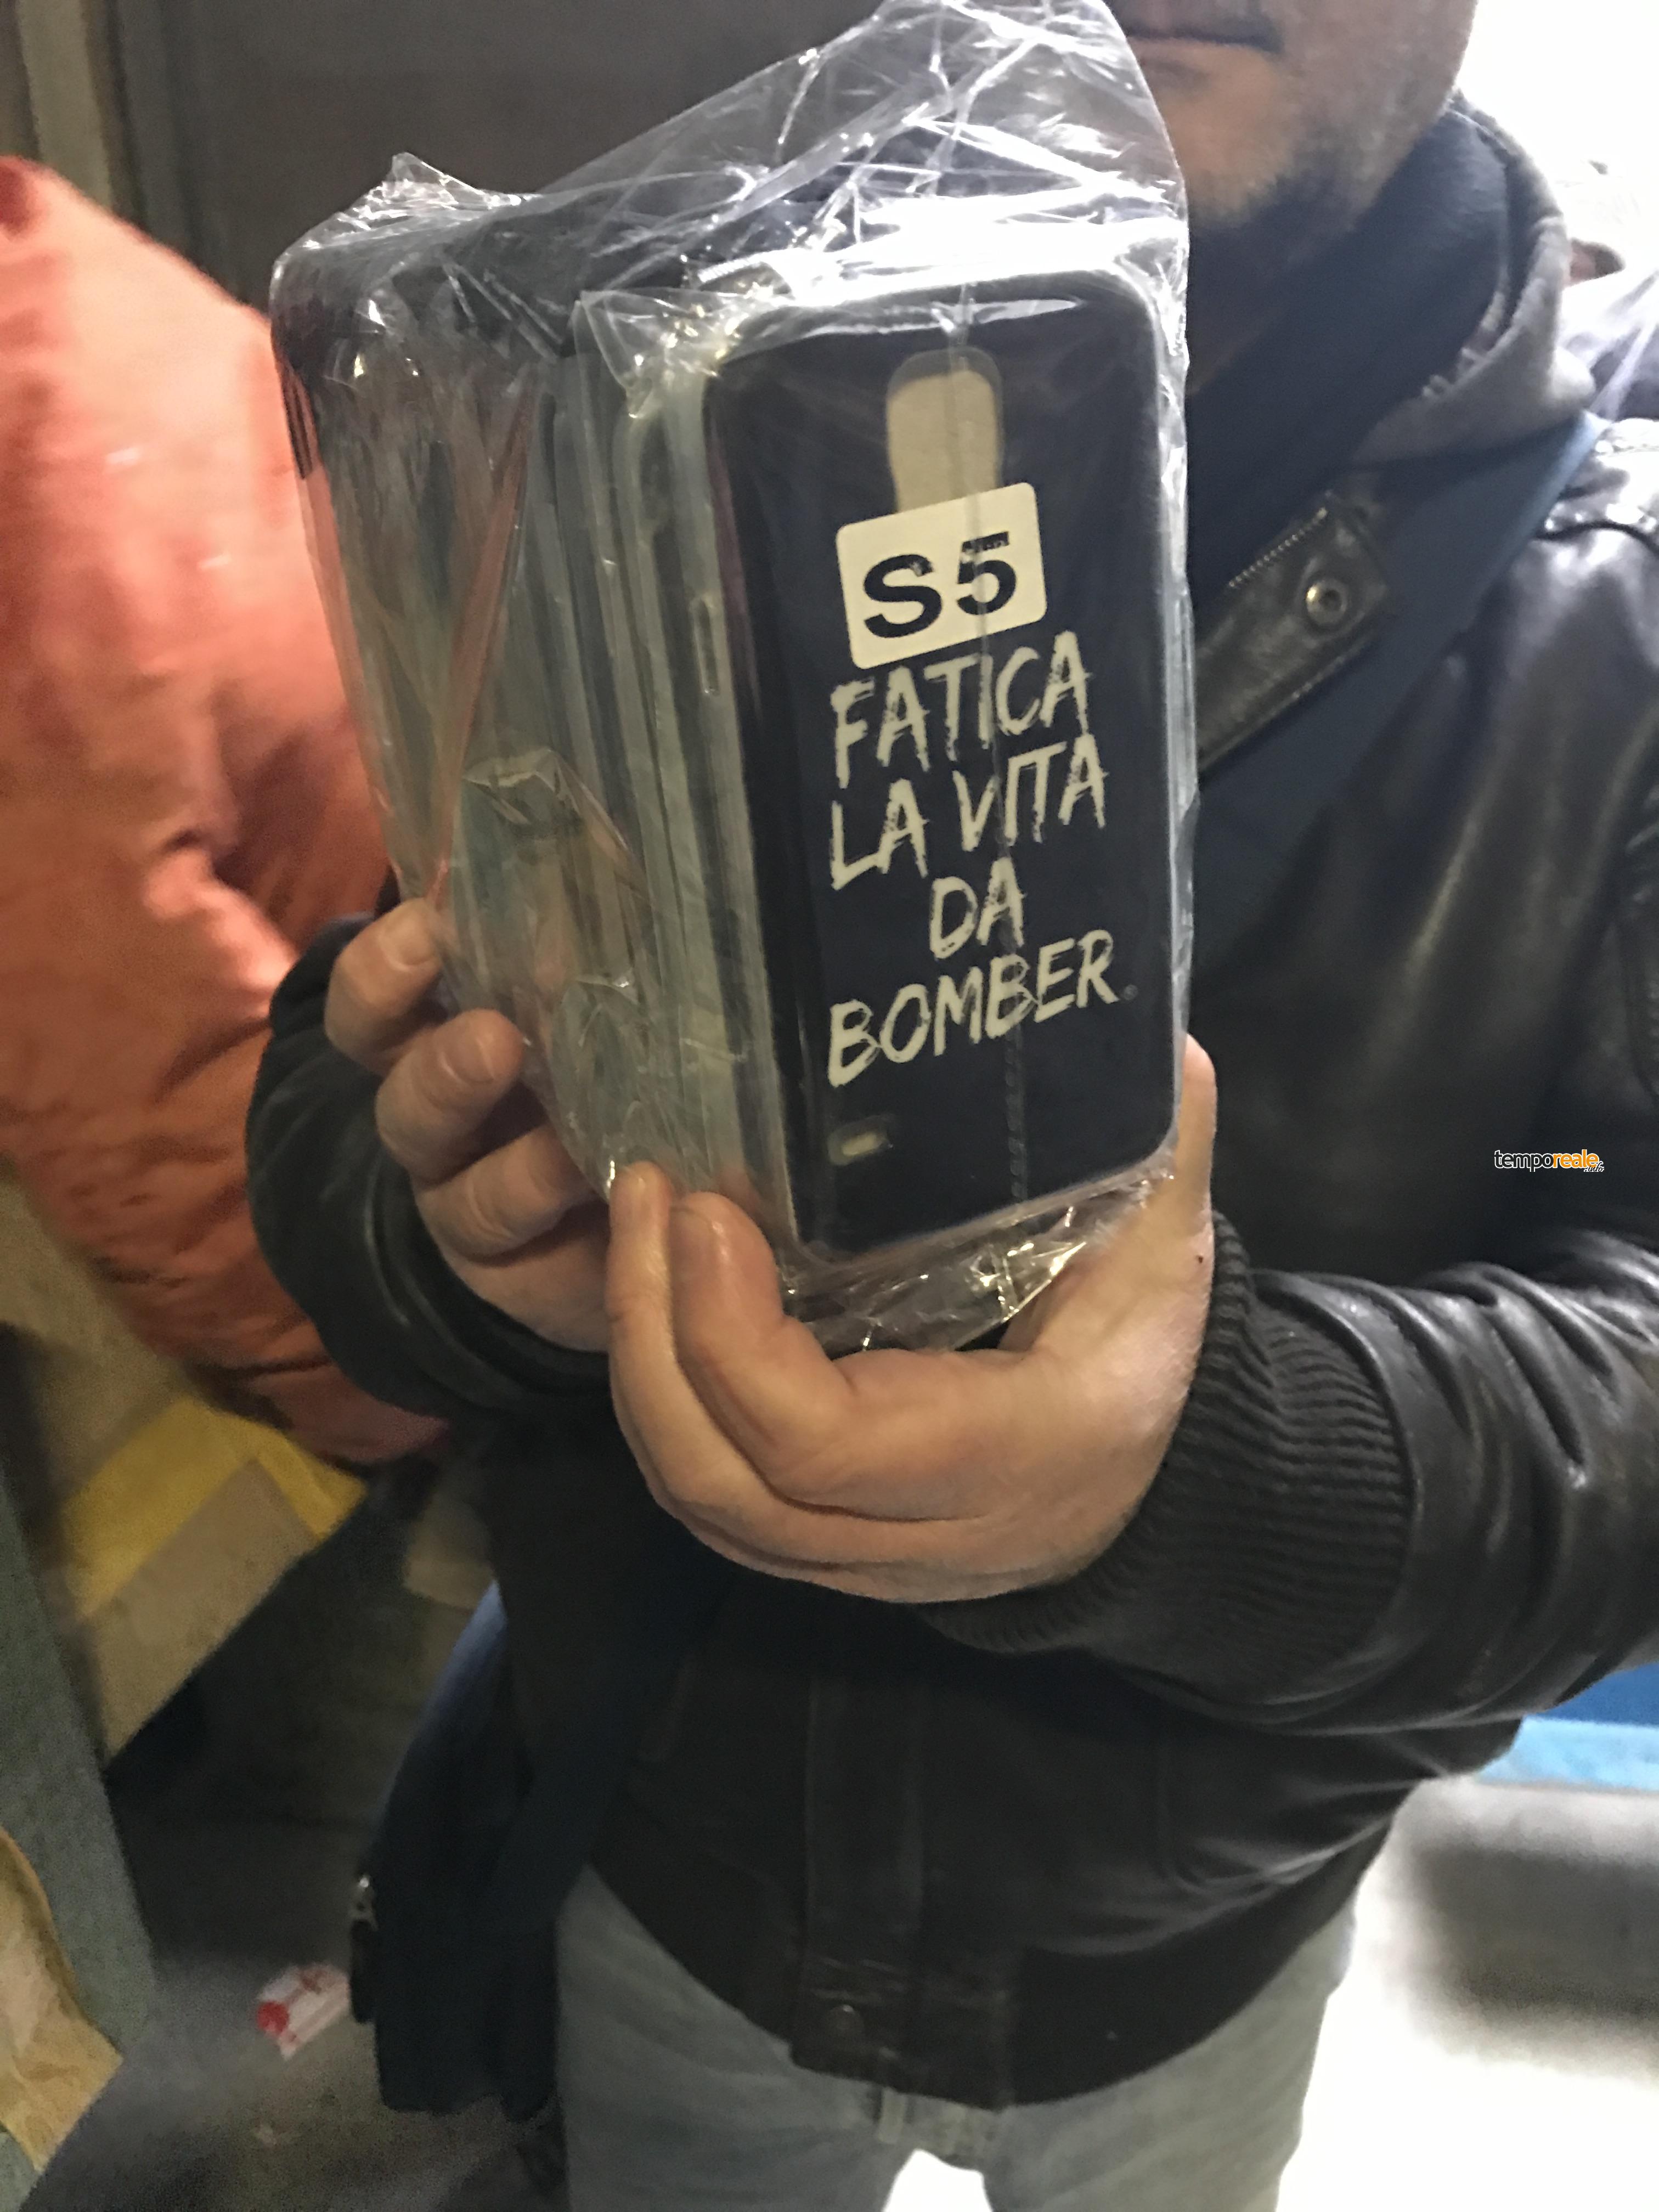 S5
FATICA
LA VITA
DA
BOMBER
temporeale